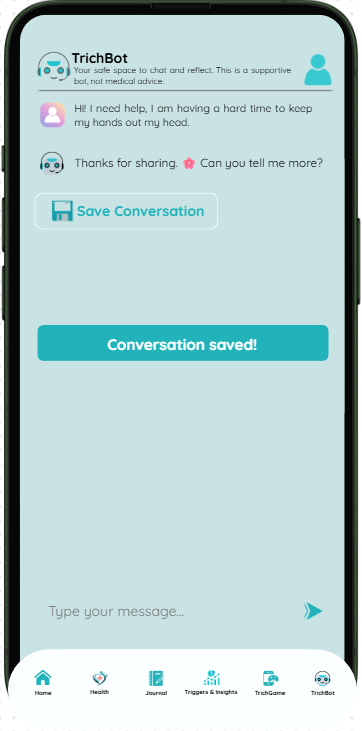 TrichBot
Your safe space to chat and reflect. This is a supportive
bot, not medical advice.
Hi! I need help, I am having a hard time to keep
my hands out my head.
Thanks for sharing. 🌸 Can you tell me more?
Save Conversation
Conversation saved!
Type your message...
Home Health Journal Triggers & Insights TrichGame TrichBot